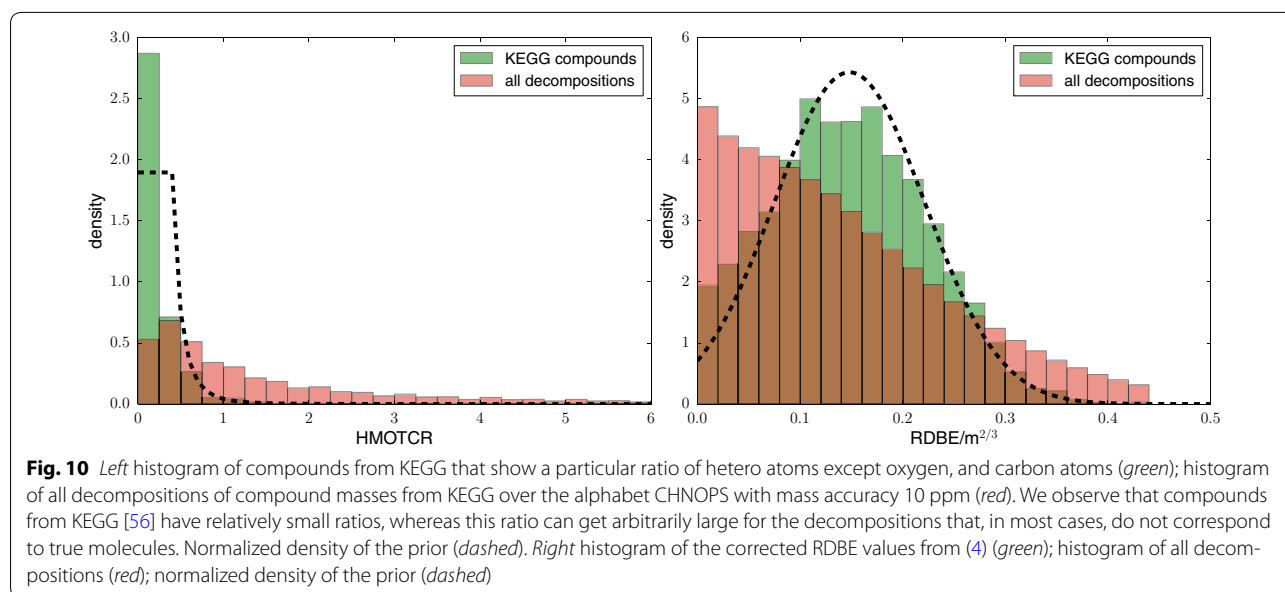 3.0
2.5
2.0
1.5
1.0
0.5
0.0
density
0 1 2 3 4 5 6
HMOTCR
KEGG compounds
all decompositions
6
5
4
3
2
1
0
density
0.0 0.1 0.2 0.3 0.4 0.5
RDBE/m^{2/3}
KEGG compounds
all decompositions
Fig. 10 Left histogram of compounds from KEGG that show a particular ratio of hetero atoms except oxygen, and carbon atoms (green); histogram
of all decompositions of compound masses from KEGG over the alphabet CHNOPS with mass accuracy 10 ppm (red). We observe that compounds
from KEGG [56] have relatively small ratios, whereas this ratio can get arbitrarily large for the decompositions that, in most cases, do not correspond
to true molecules. Normalized density of the prior (dashed). Right histogram of the corrected RDBE values from (4) (green); histogram of all decom-
positions (red); normalized density of the prior (dashed)